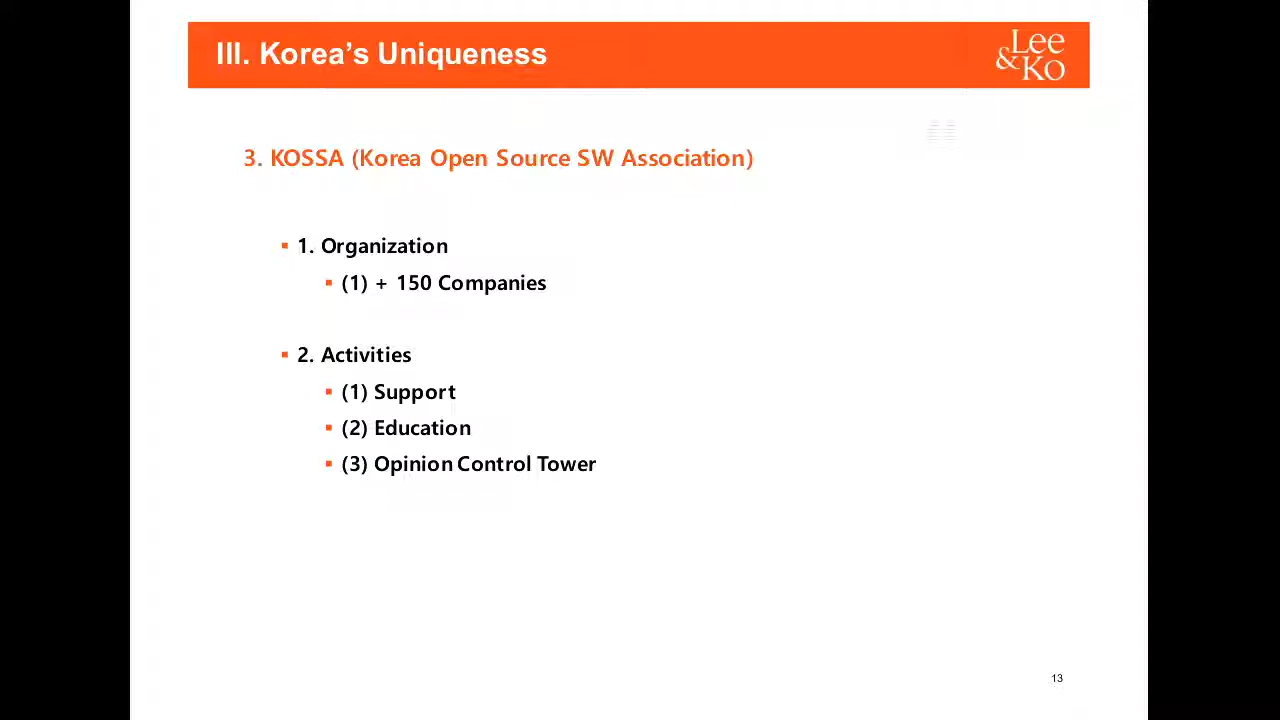 III. Korea’s Uniqueness
Lee
&Ko
3. KOSSA (Korea Open Source SW Association)
1. Organization
(1) + 150 Companies
2. Activities
(1) Support
(2) Education
(3) Opinion Control Tower
13